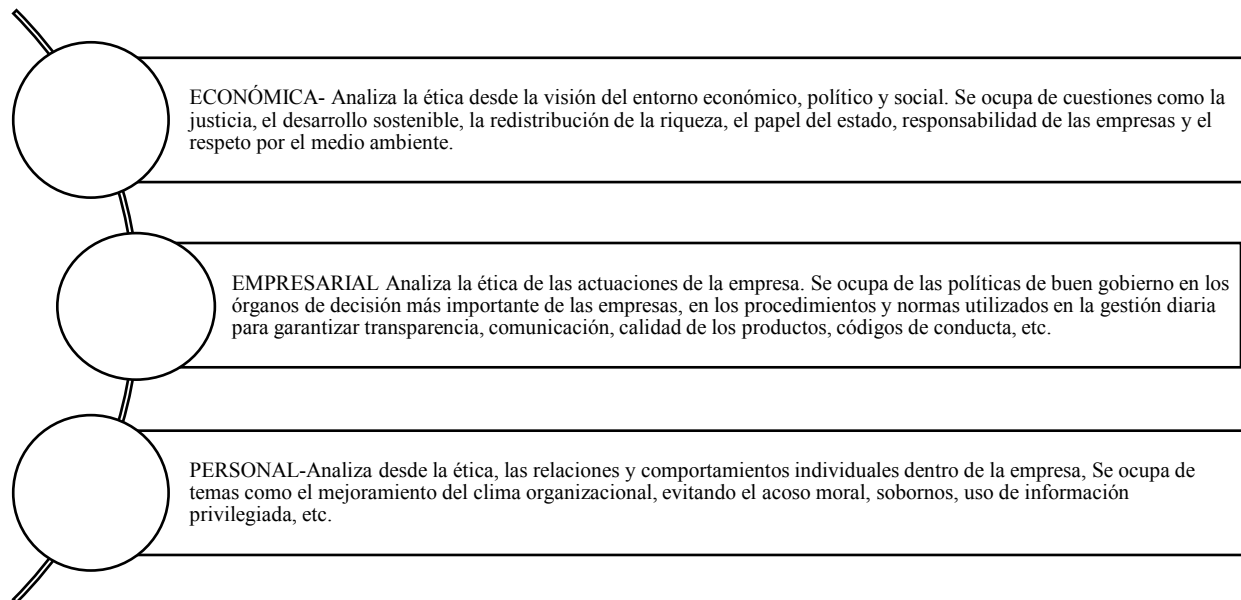 ECONÓMICA- Analiza la ética desde la visión del entorno económico, político y social. Se ocupa de cuestiones como la
justicia, el desarrollo sostenible, la redistribución de la riqueza, el papel del estado, responsabilidad de las empresas y el
respeto por el medio ambiente.
EMPRESARIAL Analiza la ética de las actuaciones de la empresa. Se ocupa de las políticas de buen gobierno en los
órganos de decisión más importante de las empresas, en los procedimientos y normas utilizados en la gestión diaria
para garantizar transparencia, comunicación, calidad de los productos, códigos de conducta, etc.
PERSONAL-Analiza desde la ética, las relaciones y comportamientos individuales dentro de la empresa, Se ocupa de
temas como el mejoramiento del clima organizacional, evitando el acoso moral, sobornos, uso de información
privilegiada, etc.